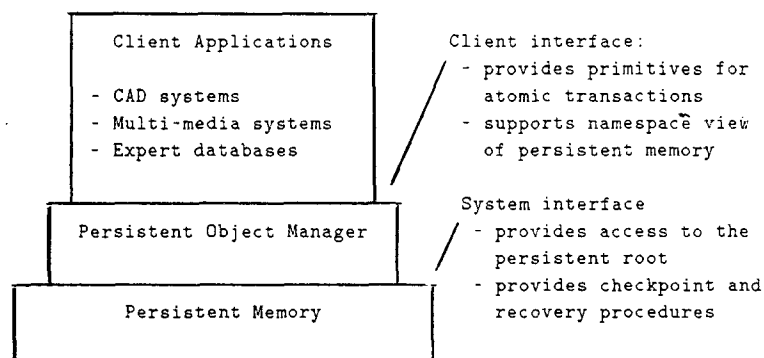 Client Applications
- CAD systems
- Multi-media systems
- Expert databases
Client interface:
- provides primitives for
atomic transactions
- supports namespace view
of persistent memory
Persistent Object Manager
System interface
- provides access to the
persistent root
- provides checkpoint and
recovery procedures
Persistent Memory